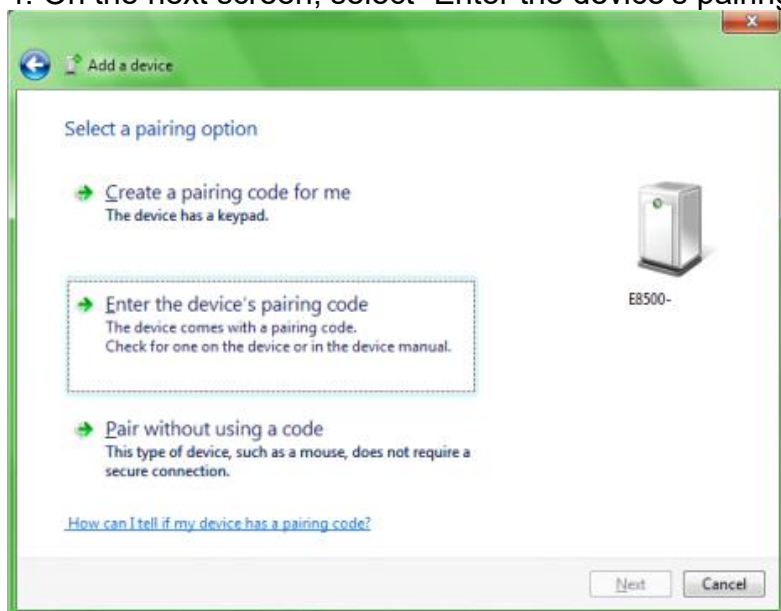 4. On the next screen, select "Enter the device's pairing
Add a device
Select a pairing option
Create a pairing code for me
The device has a keypad.
Enter the device's pairing code
The device comes with a pairing code.
Check for one on the device or in the device manual.
E8500-
Pair without using a code
This type of device, such as a mouse, does not require a
secure connection.
How can I tell if my device has a pairing code?
Next
Cancel